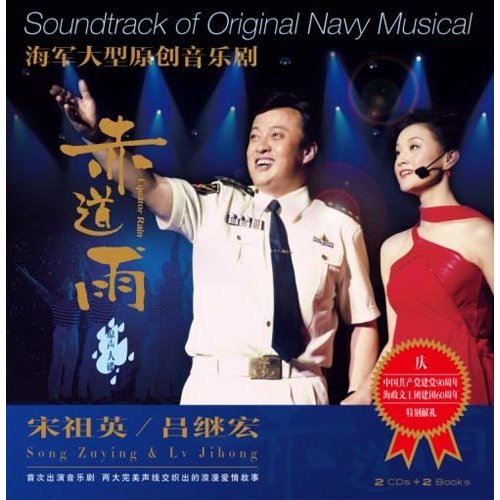 Soundtrack of Original Navy Musical
海军大型原创音乐剧
赤道雨
Equator Rain
原声大碟
庆
中国共产党建党90周年
海政文工团建团60周年
特别献礼
宋祖英 / 吕继宏
Song Zuying & Lv Jihong
首次出演音乐剧 两大完美声线交织出的浪漫爱情故事
2 CDs + 2 Books